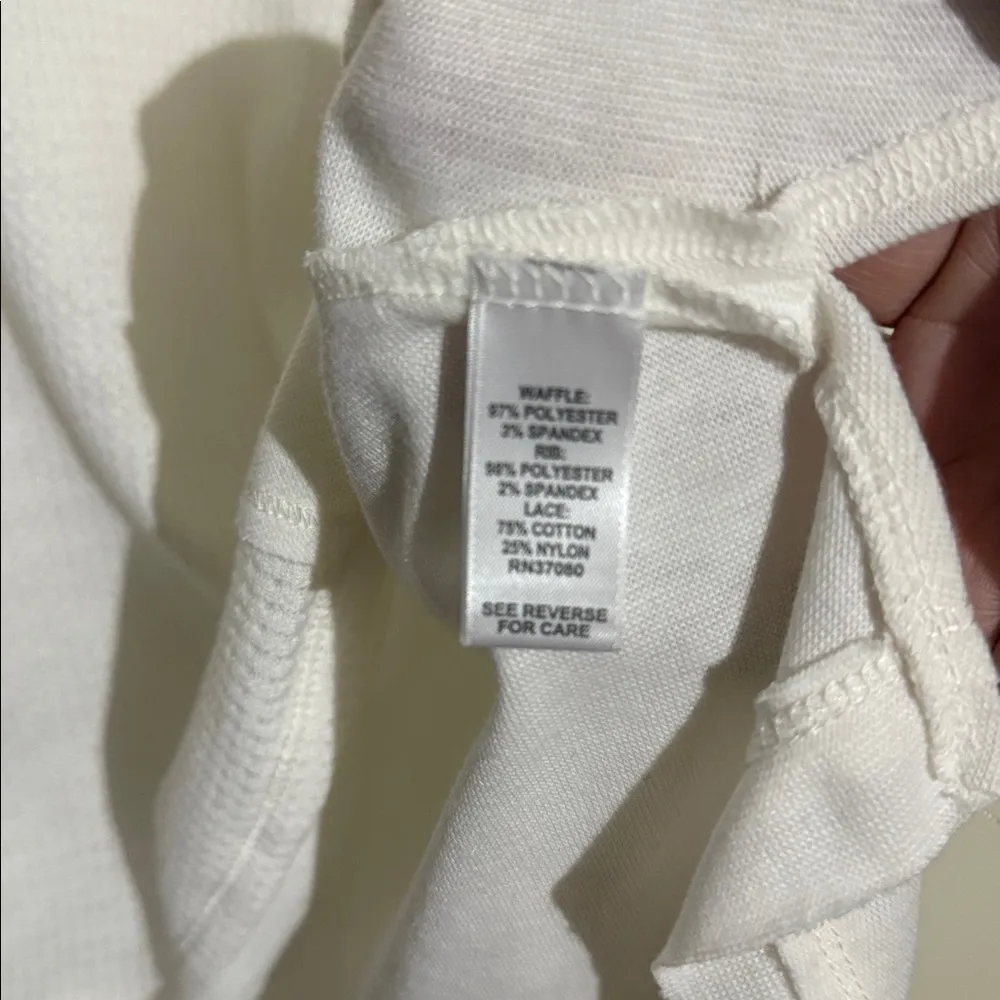 WAFFLE:
97% POLYESTER
3% SPANDEX
RIB:
98% POLYESTER
2% SPANDEX
LACE:
75% COTTON
25% NYLON
RN37080
SEE REVERSE
FOR CARE